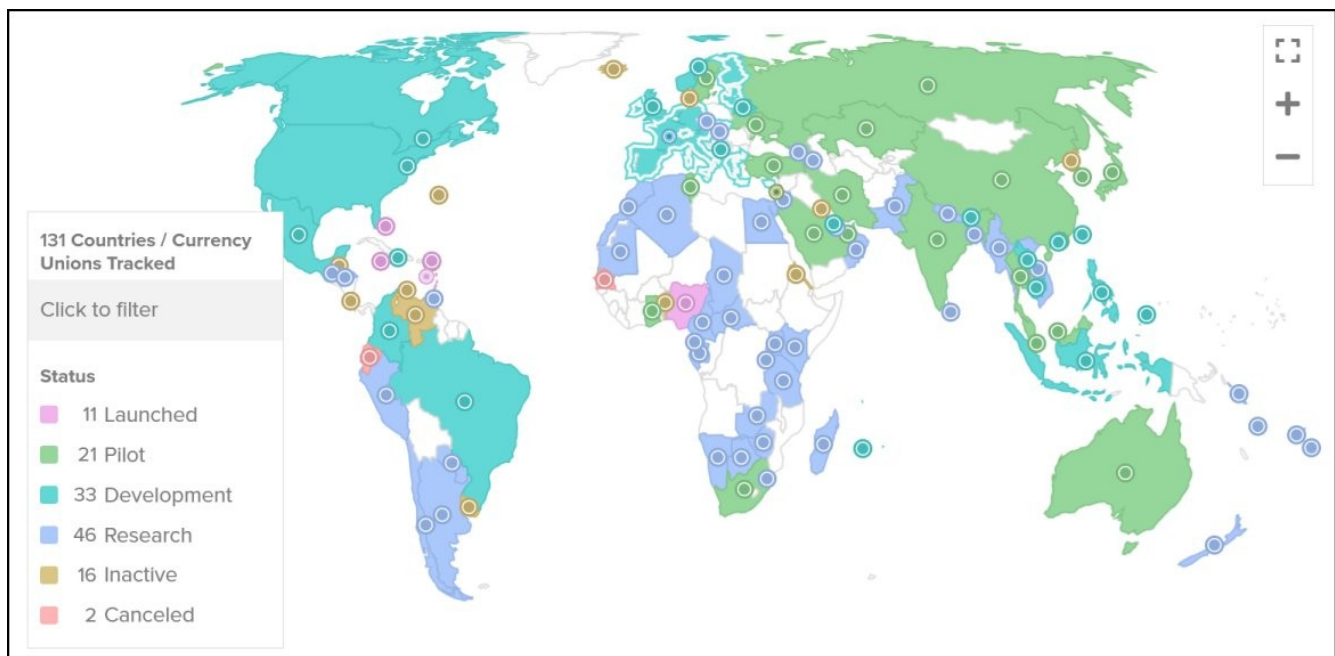 131 Countries / Currency
Unions Tracked
Click to filter
Status
11 Launched
21 Pilot
33 Development
46 Research
16 Inactive
2 Canceled